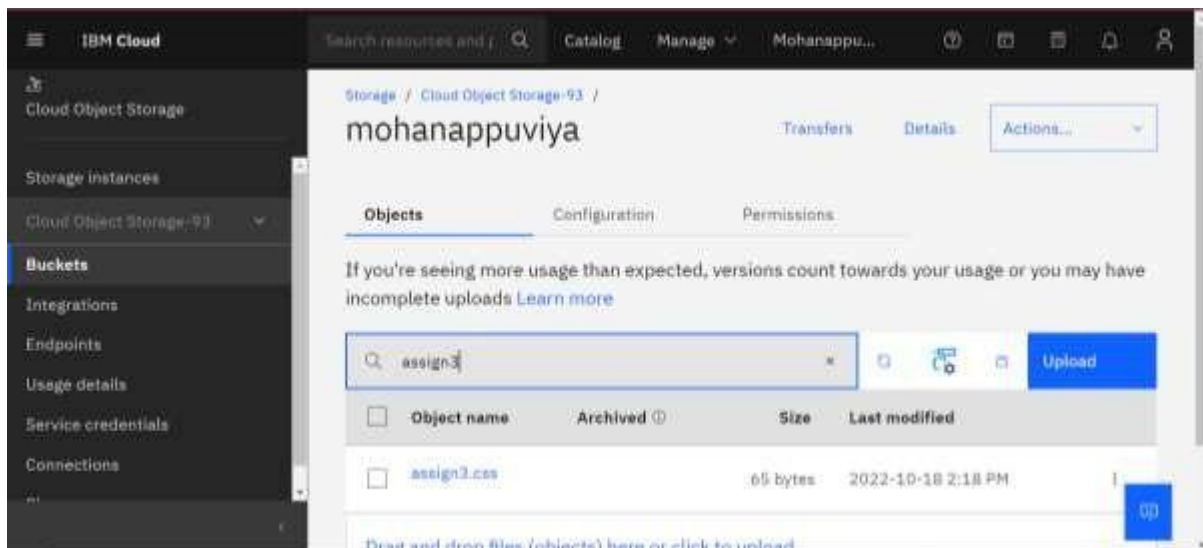 IBM Cloud
Catalog
Manage
Mohanappu...
Cloud Object Storage
Storage instances
Cloud Object Storage-93
Buckets
Integrations
Endpoints
Usage details
Service credentials
Connections
Storage / Cloud Object Storage-93 /
mohanappuviya
Transfers
Details
Actions...
Objects
Configuration
Permissions
If you're seeing more usage than expected, versions count towards your usage or you may have
incomplete uploads Learn more
assign3
Upload
Object name
Archived
Size
Last modified
assign3.css
65 bytes
2022-10-18 2:18 PM
Drag and drop files (objects) here or click to upload